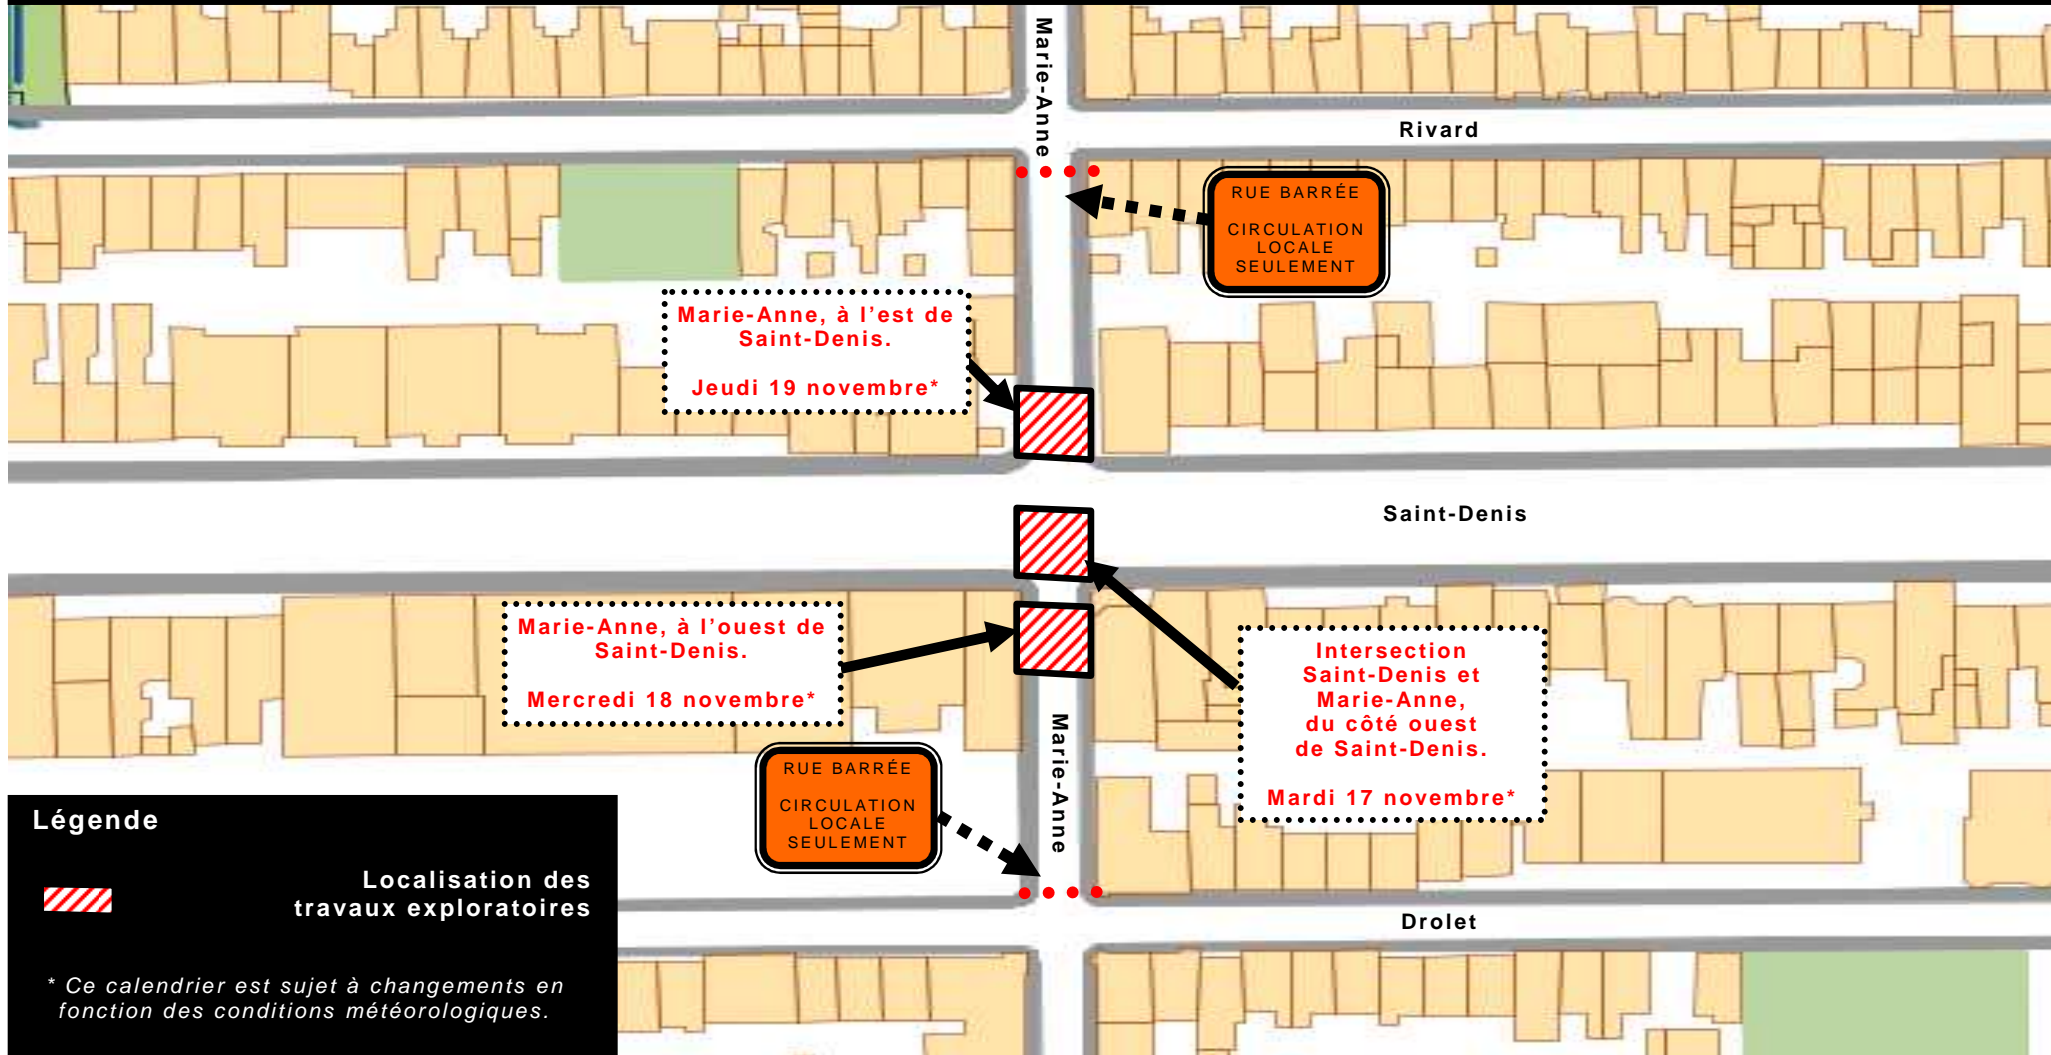 Marie-Anne
Rivard
RUE BARRÉE
CIRCULATION
LOCALE
SEULEMENT
Marie-Anne, à l'est de
Saint-Denis.
Jeudi 19 novembre*
Saint-Denis
Marie-Anne, à l'ouest de
Saint-Denis.
Mercredi 18 novembre*
Intersection
Saint-Denis et
Marie-Anne,
du côté ouest
de Saint-Denis.
Mardi 17 novembre*
Marie-Anne
RUE BARRÉE
CIRCULATION
LOCALE
SEULEMENT
Drolet
Légende
Localisation des
travaux exploratoires
* Ce calendrier est sujet à changements en
fonction des conditions météorologiques.